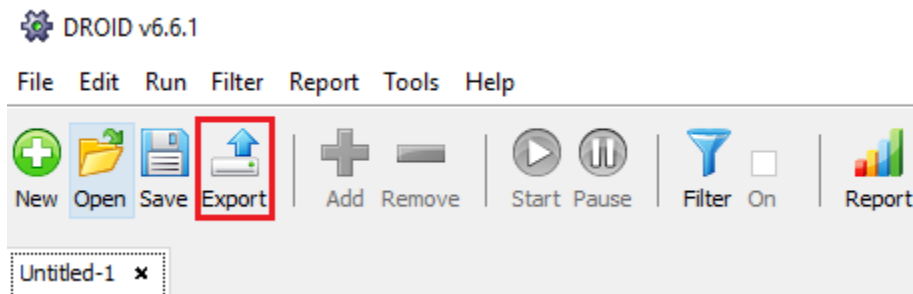 DROID v6.6.1
File Edit Run Filter Report Tools Help
New Open Save Export Add Remove Start Pause Filter On Report
Untitled-1 ×